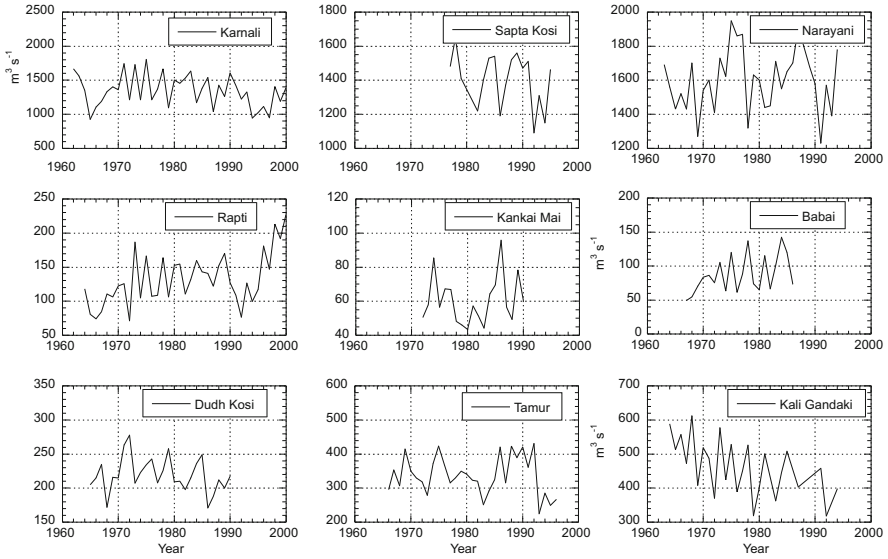 2500
2000
1500
1000
500
m³ s⁻¹
Karnali
1960 1970 1980 1990 2000
1800
1600
1400
1200
1000
Sapta Kosi
1960 1970 1980 1990 2000
2000
1800
1600
1400
1200
Narayani
1960 1970 1980 1990 2000
250
200
150
100
50
0
Rapti
1960 1970 1980 1990 2000
120
100
80
60
40
Kankai Mai
1960 1970 1980 1990 2000
m³ s⁻¹
200
150
100
50
0
Babai
1960 1970 1980 1990 2000
350
300
250
200
150
Dudh Kosi
1960 1970 1980 1990 2000
Year
600
500
400
300
200
Tamur
1960 1970 1980 1990 2000
Year
m³ s⁻¹
700
600
500
400
300
Kali Gandaki
1960 1970 1980 1990 2000
Year